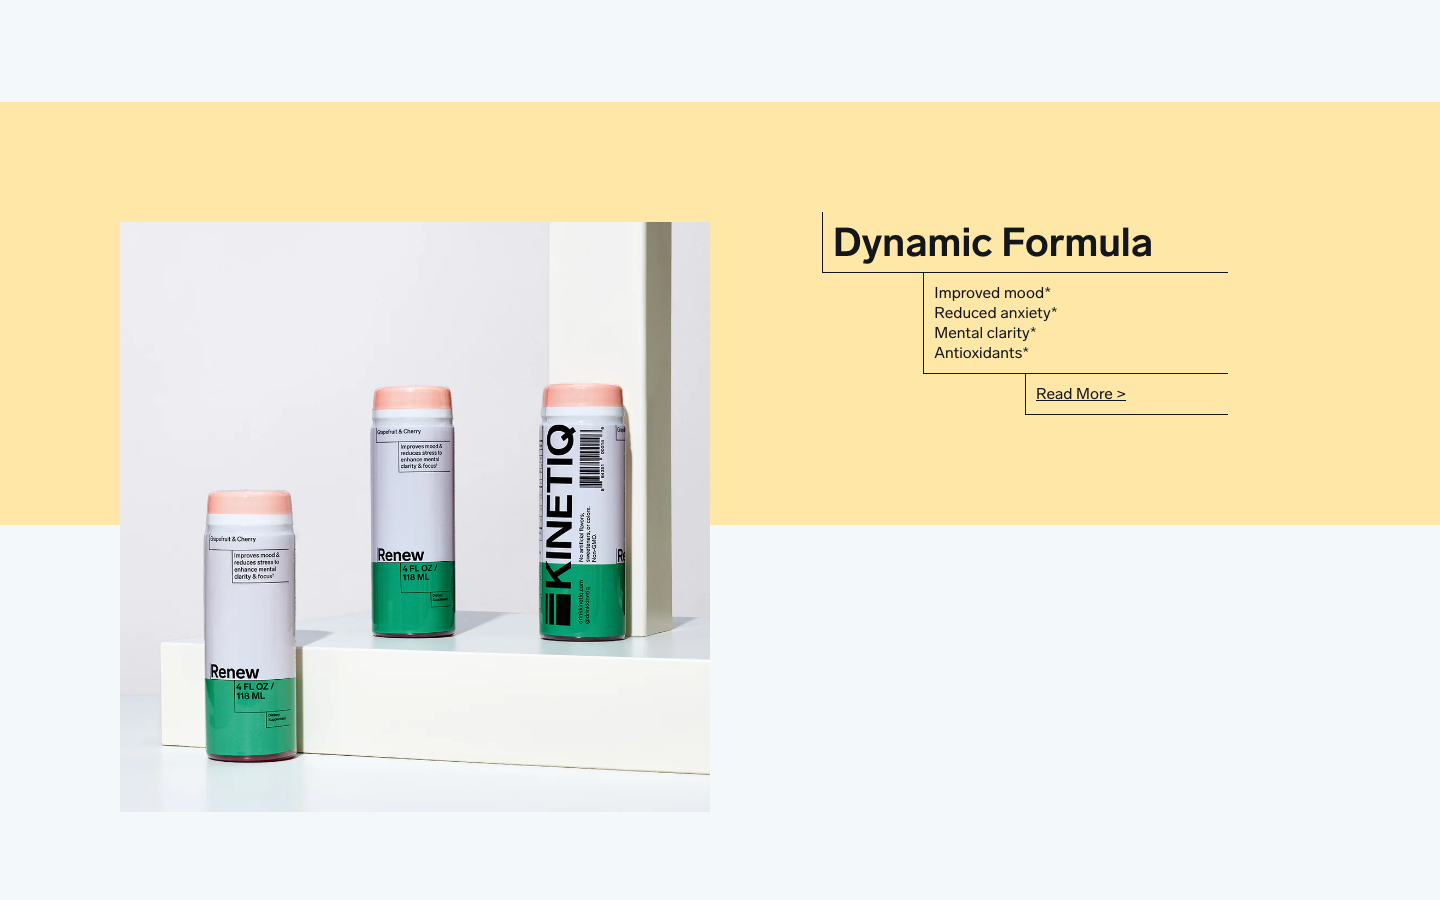 Dynamic Formula
Improved mood*
Reduced anxiety*
Mental clarity*
Antioxidants*
Read More >
Grapefruit & Cherry
Improves mood &
reduces stress to
enhance mental
clarity & focus†
Renew
4 FL OZ /
118 ML
KINETIQ
No artificial flavors,
sweeteners, or colors.
Non-GMO.
drinkkinetiq.com
@drinkkinetiq
Re
Grapefruit & Cherry
Improves mood &
reduces stress to
enhance mental
clarity & focus†
Renew
4 FL OZ /
118 ML
Dietary
Supplement